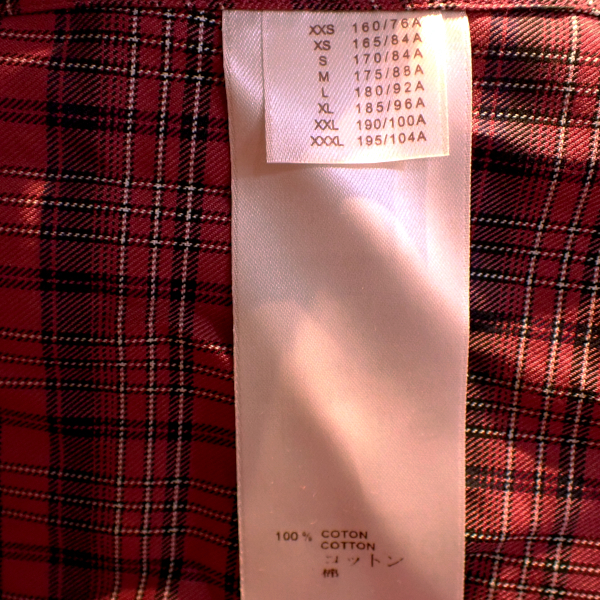 XXS 160/76A
XS 165/84A
S 170/84A
M 175/88A
L 180/92A
XL 185/96A
XXL 190/100A
XXXL 195/104A
100% COTON
COTTON
コットン
棉